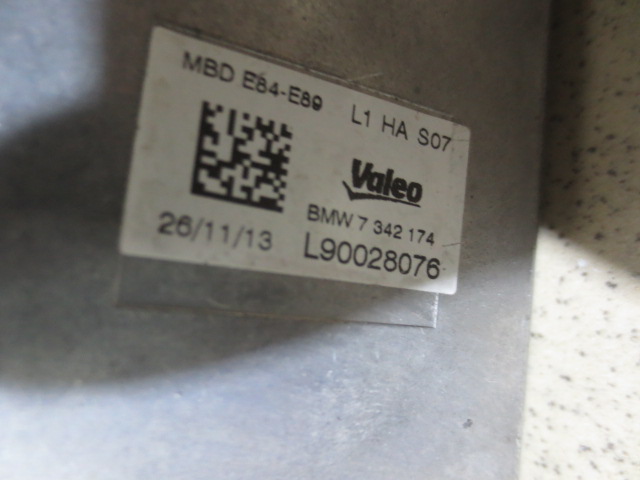 MBD E84-E89 L1 HA S07
Valeo
BMW 7 342 174
26/11/13 L90028076